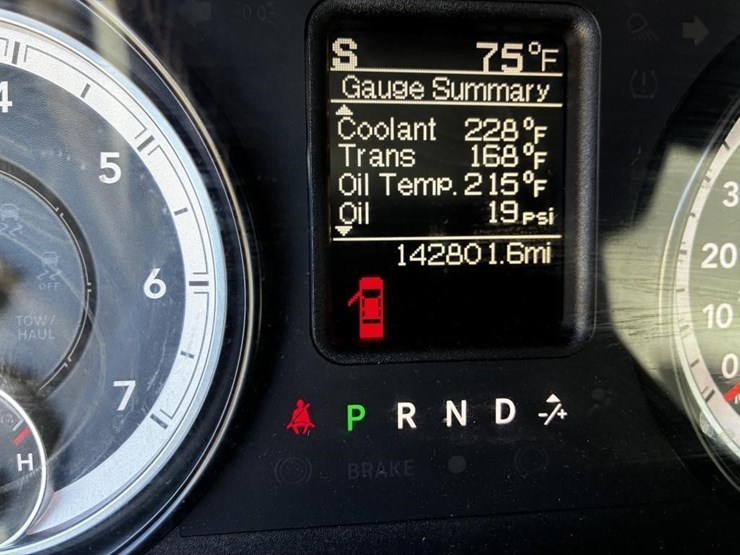 S 75°F
Gauge Summary
Coolant 228°F
Trans 168°F
Oil Temp. 215°F
Oil 19 psi
142801.6mi
4
5
6
7
OFF
TOW/
HAUL
H
P R N D -/+
BRAKE
3
20
10
0